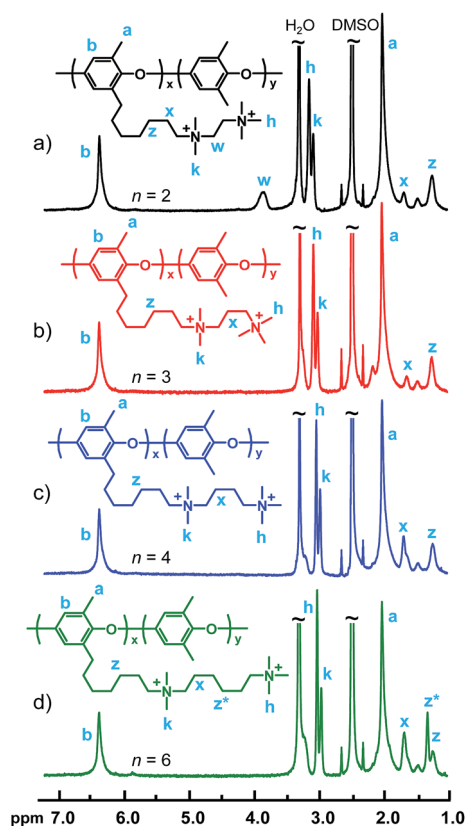 H₂O DMSO a
b a
O x O y
h
x
z N+ N+ h
k w
k
a)
b
n = 2
w
x z
b a
O x O y
h a
z
b)
N+ x N+ h
k
k
b
n = 3
x z
b a
O x O y
h a
c)
z
N+ x N+
k h
k
b
n = 4
x z
b a
O x O y
h a
z
N+
N+ x h
k z*
k
d)
b
n = 6
x z*
z
ppm 7.0 6.0 5.0 4.0 3.0 2.0 1.0